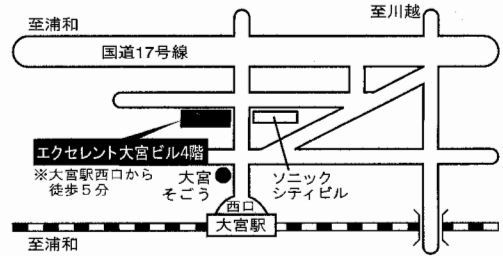 至浦和
至川越
国道17号線
エクセレント大宮ビル4階
※大宮駅西口から
徒歩5分
大宮
そごう
ソニック
シティビル
西口
大宮駅
至浦和